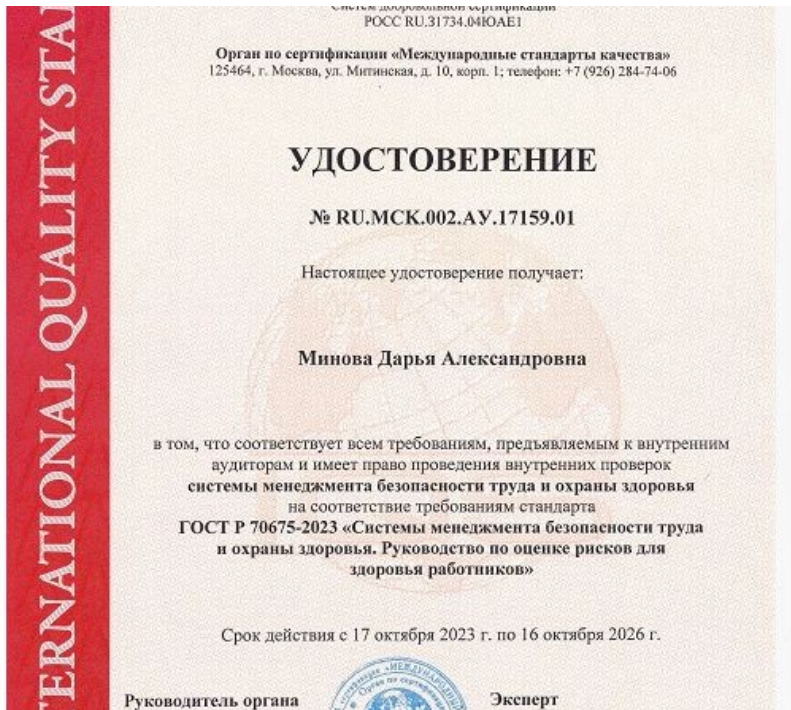 Систем добровольной сертификации
РОСС RU.31734.04ЮАЕ1
Орган по сертификации «Международные стандарты качества»
125464, г. Москва, ул. Митинская, д. 10, корп. 1; телефон: +7 (926) 284-74-06
УДОСТОВЕРЕНИЕ
№ RU.МСК.002.АУ.17159.01
Настоящее удостоверение получает:
Минова Дарья Александровна
в том, что соответствует всем требованиям, предъявляемым к внутренним
аудиторам и имеет право проведения внутренних проверок
системы менеджмента безопасности труда и охраны здоровья
на соответствие требованиям стандарта
ГОСТ Р 70675-2023 «Системы менеджмента безопасности труда
и охраны здоровья. Руководство по оценке рисков для
здоровья работников»
Срок действия с 17 октября 2023 г. по 16 октября 2026 г.
Руководитель органа
Эксперт
TERNATIONAL QUALITY STA